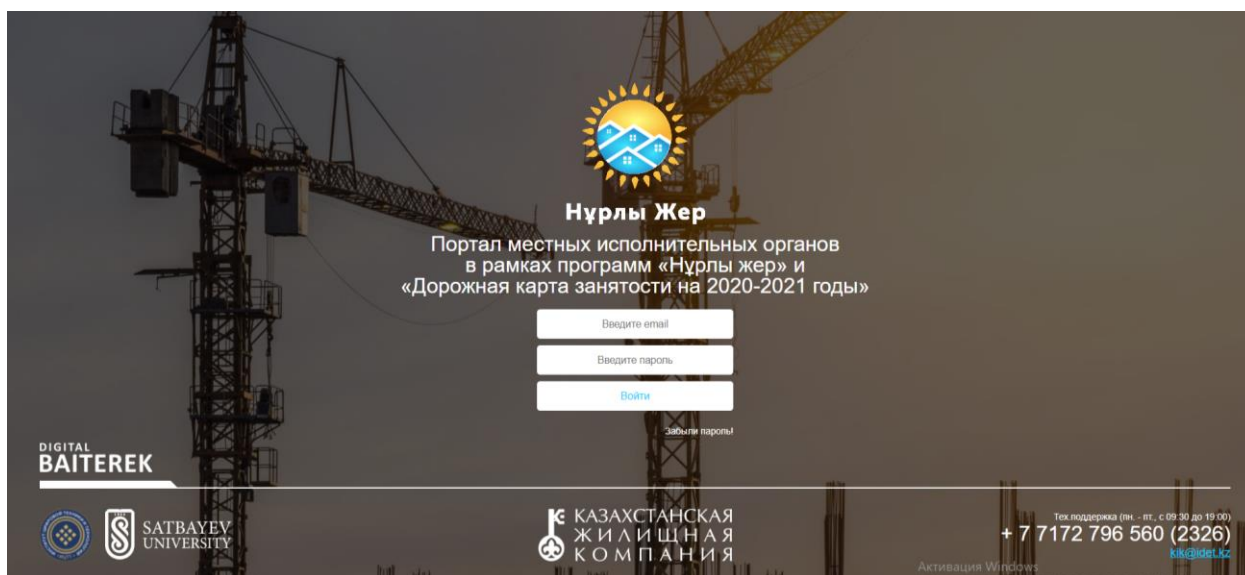 Нұрлы Жер
Портал местных исполнительных органов
в рамках программ «Нұрлы жер» и
«Дорожная карта занятости на 2020-2021 годы»
Введите email
Введите пароль
Войти
Забыли пароль!
DIGITAL
BAITEREK
SATBAYEV
UNIVERSITY
КАЗАХСТАНСКАЯ
ЖИЛИЩНАЯ
КОМПАНИЯ
Тех.поддержка (пн. - пт., с 09:30 до 19:00)
+ 7 7172 796 560 (2326)
kik@idet.kz
Активация Windows